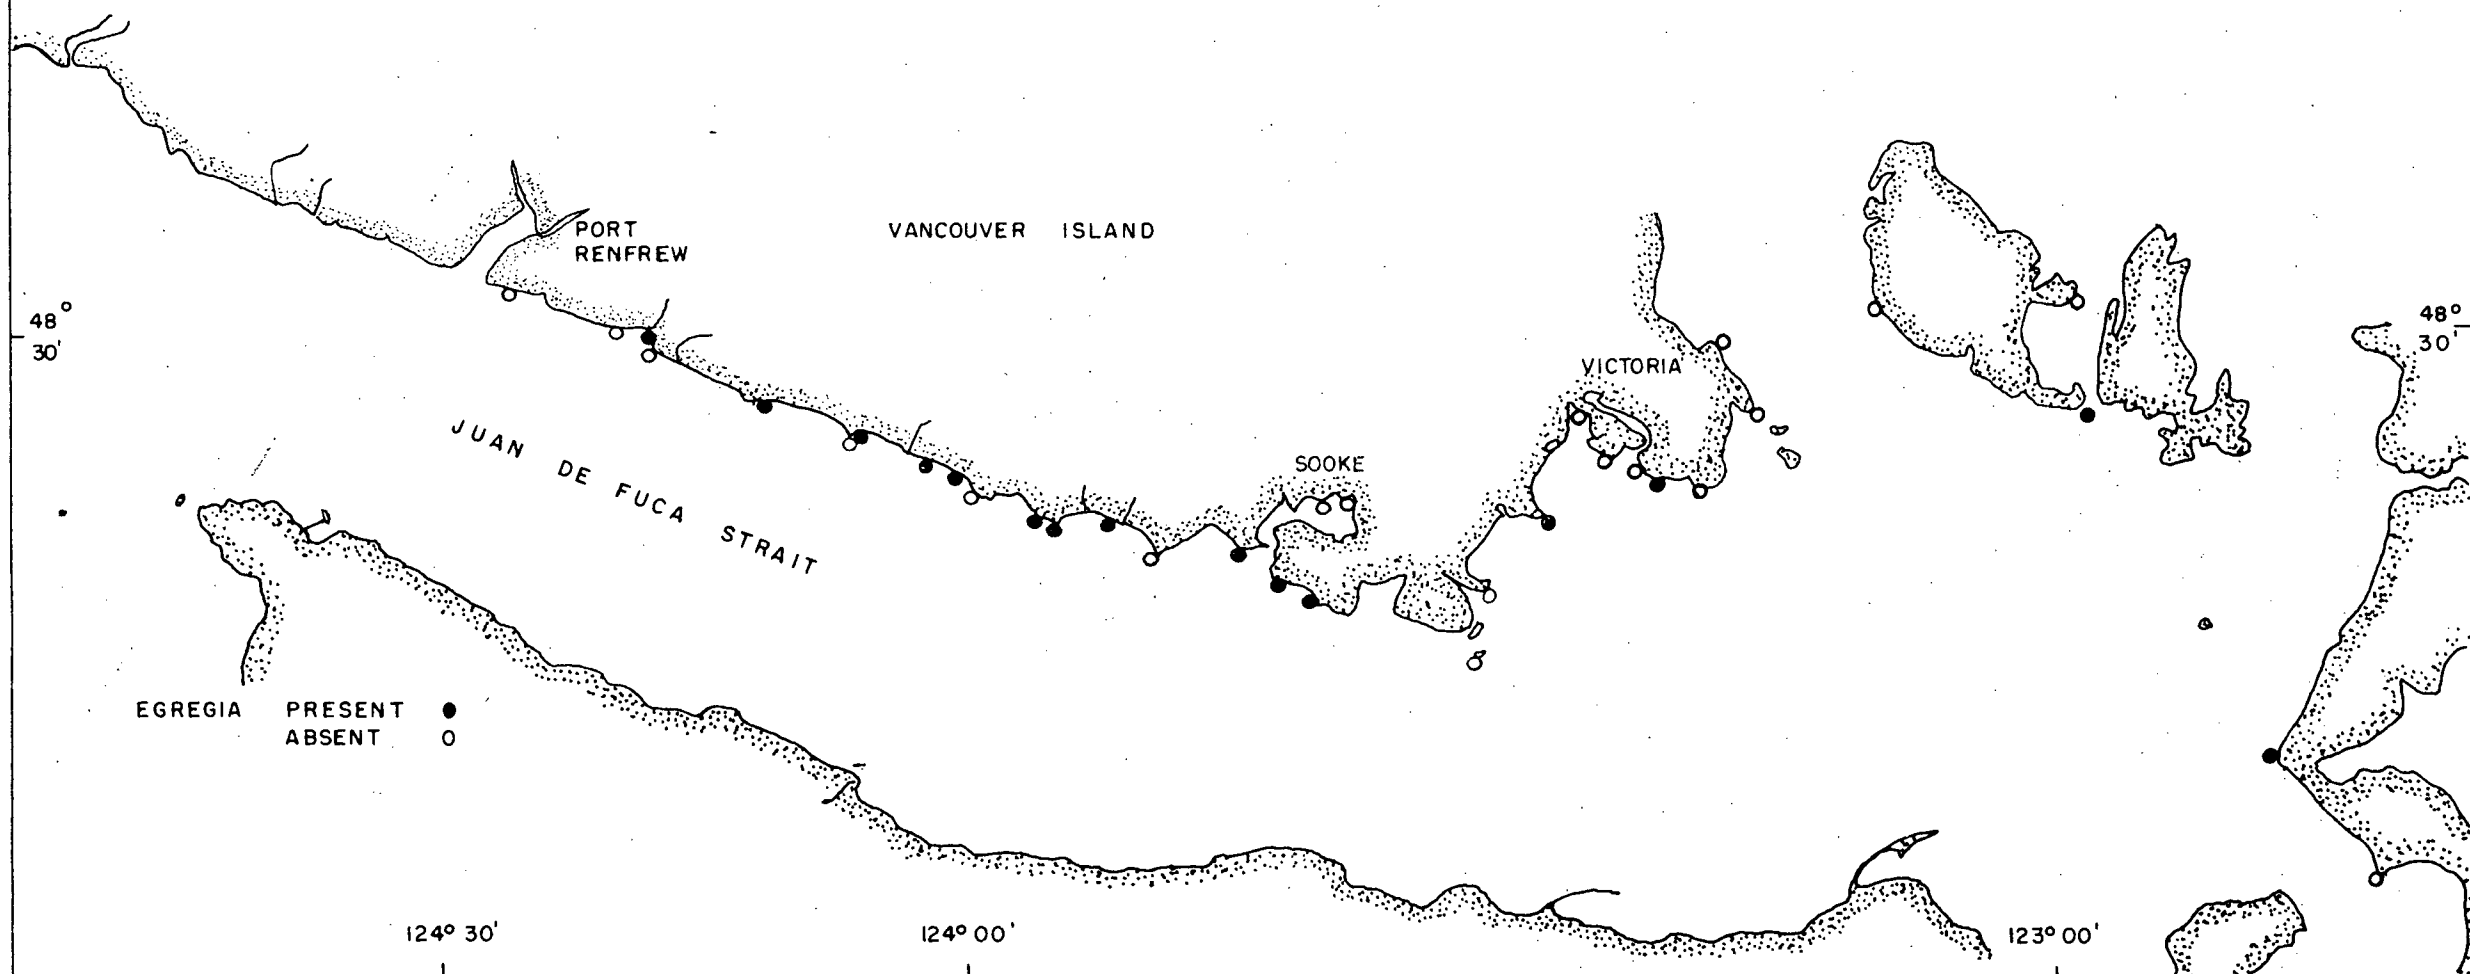 PORT
RENFREW
VANCOUVER ISLAND
48°
30'
48°
30'
VICTORIA
JUAN DE FUCA STRAIT
SOOKE
EGREGIA PRESENT ●
ABSENT ○
124° 30'
124° 00'
123° 00'